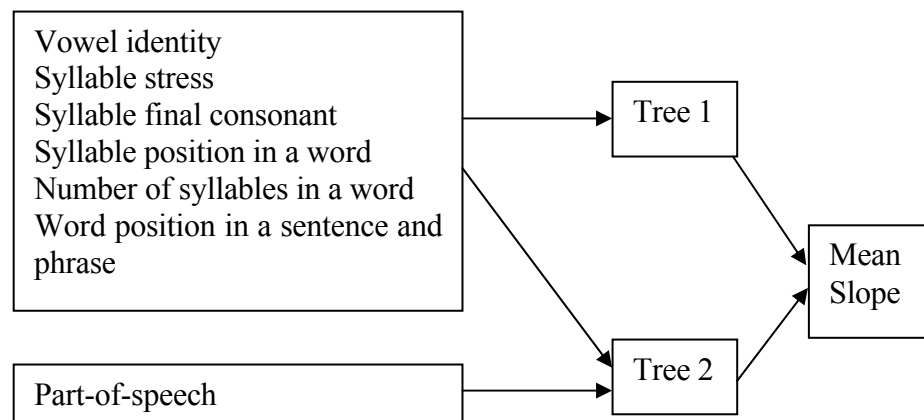 Vowel identity
Syllable stress
Syllable final consonant
Syllable position in a word
Number of syllables in a word
Word position in a sentence and
phrase
Tree 1
Mean
Slope
Tree 2
Part-of-speech